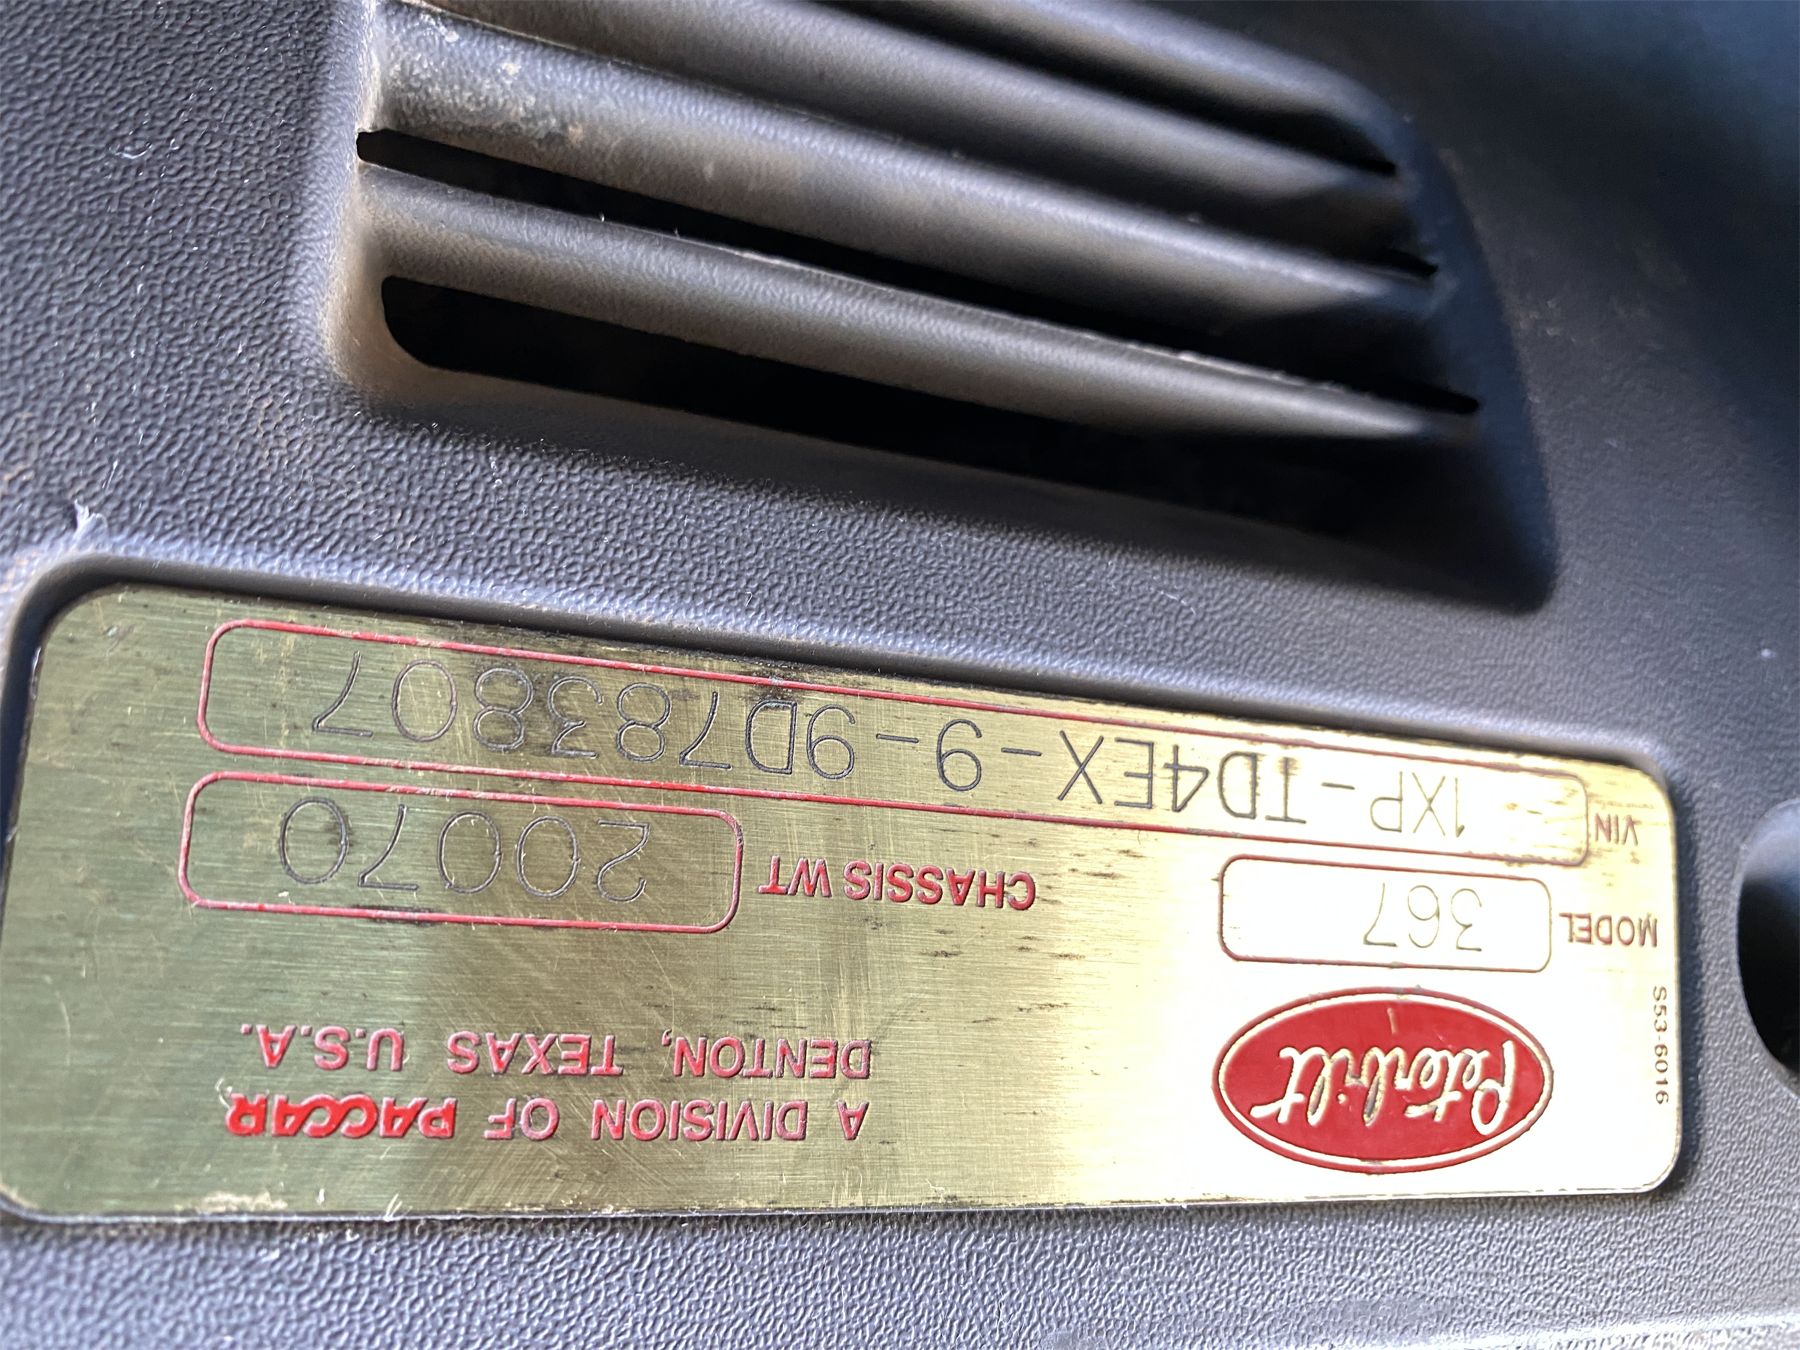 Peterbilt
A DIVISION OF PACCAR
DENTON, TEXAS U.S.A.
S53-6016
MODEL 367
CHASSIS WT 20070
VIN 1XP-TD4EX-9-9D783807